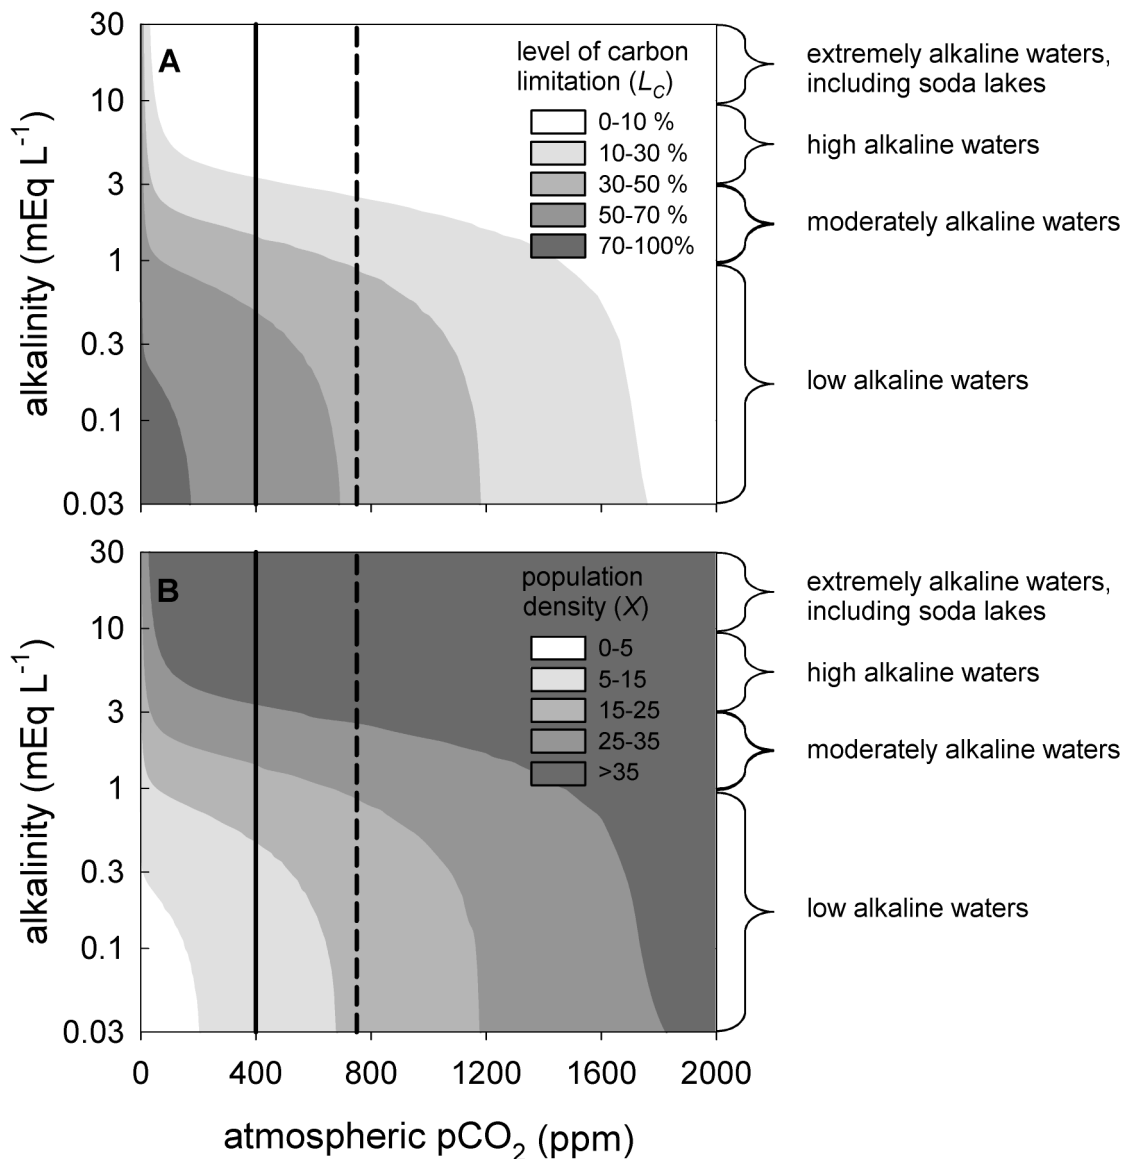 A
level of carbon
limitation (L_C)
0-10 %
10-30 %
30-50 %
50-70 %
70-100%
30
10
3
1
0.3
0.1
0.03
alkalinity (mEq L⁻¹)
extremely alkaline waters,
including soda lakes
high alkaline waters
moderately alkaline waters
low alkaline waters
B
population
density (X)
0-5
5-15
15-25
25-35
>35
30
10
3
1
0.3
0.1
0.03
alkalinity (mEq L⁻¹)
extremely alkaline waters,
including soda lakes
high alkaline waters
moderately alkaline waters
low alkaline waters
0 400 800 1200 1600 2000
atmospheric pCO₂ (ppm)